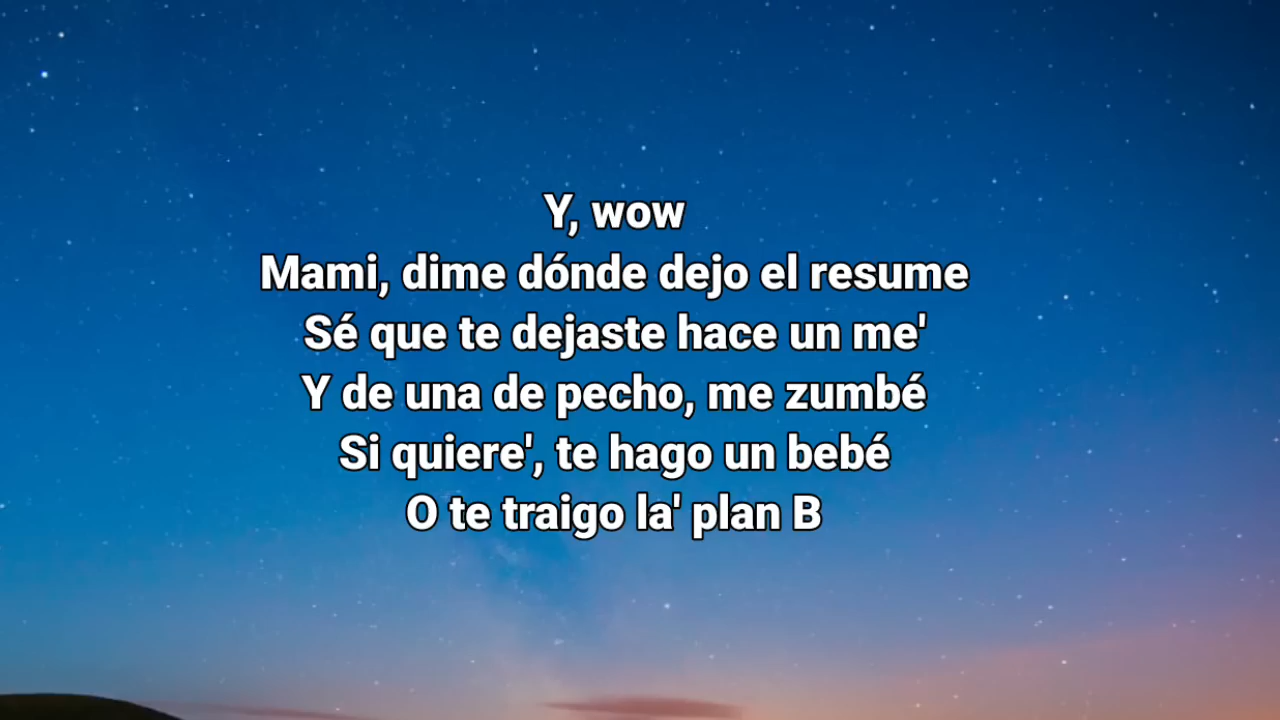 Y, wow
Mami, dime dónde dejo el resume
Sé que te dejaste hace un me'
Y de una de pecho, me zumbé
Si quiere', te hago un bebé
O te traigo la' plan B